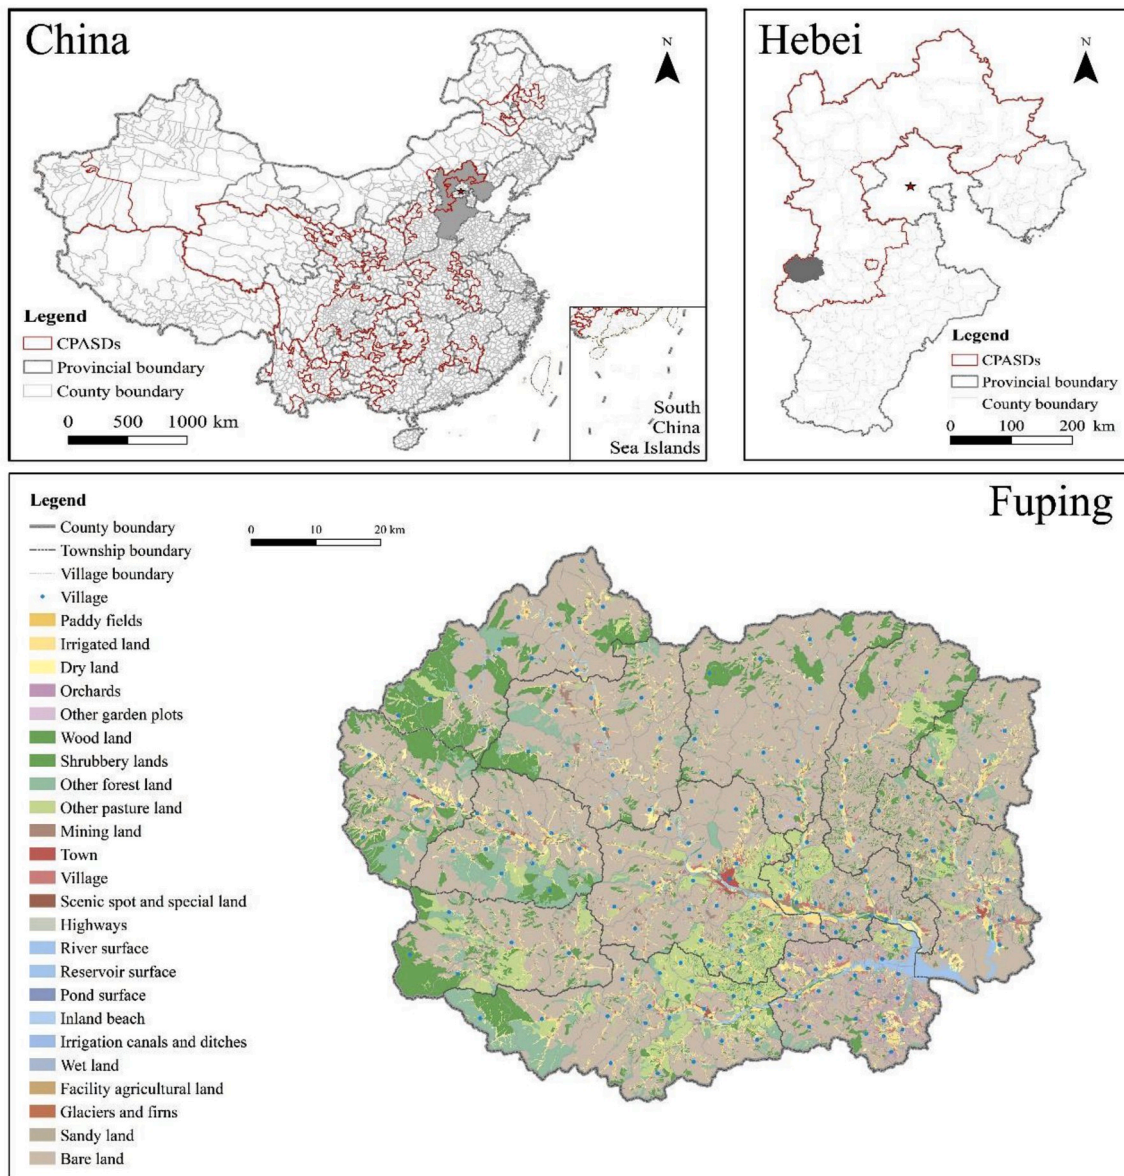 China
N
Legend
CPASDs
Provincial boundary
County boundary
0 500 1000 km
South
China
Sea Islands
Hebei
N
Legend
CPASDs
Provincial boundary
County boundary
0 100 200 km
Fuping
Legend
County boundary
Township boundary
Village boundary
Village
Paddy fields
Irrigated land
Dry land
Orchards
Other garden plots
Wood land
Shrubbery lands
Other forest land
Other pasture land
Mining land
Town
Village
Scenic spot and special land
Highways
River surface
Reservoir surface
Pond surface
Inland beach
Irrigation canals and ditches
Wet land
Facility agricultural land
Glaciers and firns
Sandy land
Bare land
0 10 20 km